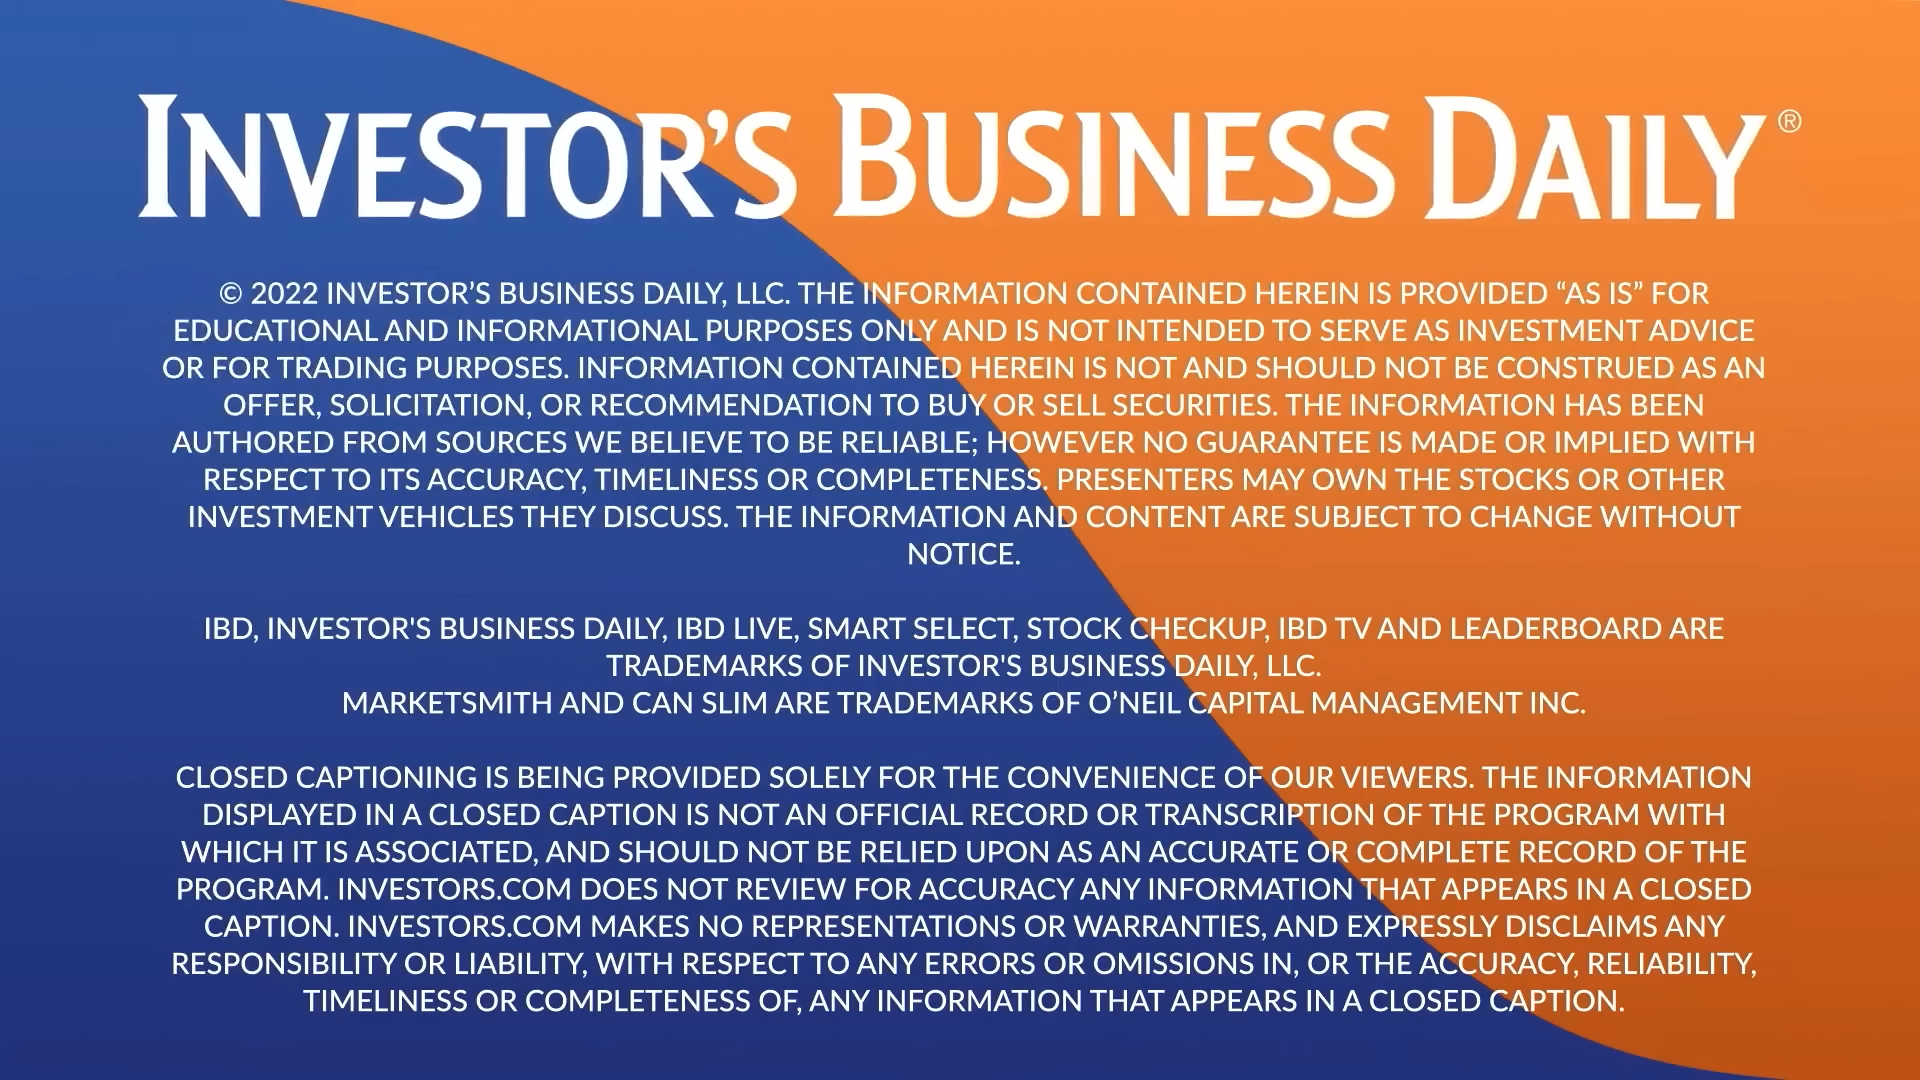 INVESTOR’S BUSINESS DAILY®
© 2022 INVESTOR’S BUSINESS DAILY, LLC. THE INFORMATION CONTAINED HEREIN IS PROVIDED “AS IS” FOR
EDUCATIONAL AND INFORMATIONAL PURPOSES ONLY AND IS NOT INTENDED TO SERVE AS INVESTMENT ADVICE
OR FOR TRADING PURPOSES. INFORMATION CONTAINED HEREIN IS NOT AND SHOULD NOT BE CONSTRUED AS AN
OFFER, SOLICITATION, OR RECOMMENDATION TO BUY OR SELL SECURITIES. THE INFORMATION HAS BEEN
AUTHORED FROM SOURCES WE BELIEVE TO BE RELIABLE; HOWEVER NO GUARANTEE IS MADE OR IMPLIED WITH
RESPECT TO ITS ACCURACY, TIMELINESS OR COMPLETENESS. PRESENTERS MAY OWN THE STOCKS OR OTHER
INVESTMENT VEHICLES THEY DISCUSS. THE INFORMATION AND CONTENT ARE SUBJECT TO CHANGE WITHOUT
NOTICE.
IBD, INVESTOR'S BUSINESS DAILY, IBD LIVE, SMART SELECT, STOCK CHECKUP, IBD TV AND LEADERBOARD ARE
TRADEMARKS OF INVESTOR'S BUSINESS DAILY, LLC.
MARKETSMITH AND CAN SLIM ARE TRADEMARKS OF O’NEIL CAPITAL MANAGEMENT INC.
CLOSED CAPTIONING IS BEING PROVIDED SOLELY FOR THE CONVENIENCE OF OUR VIEWERS. THE INFORMATION
DISPLAYED IN A CLOSED CAPTION IS NOT AN OFFICIAL RECORD OR TRANSCRIPTION OF THE PROGRAM WITH
WHICH IT IS ASSOCIATED, AND SHOULD NOT BE RELIED UPON AS AN ACCURATE OR COMPLETE RECORD OF THE
PROGRAM. INVESTORS.COM DOES NOT REVIEW FOR ACCURACY ANY INFORMATION THAT APPEARS IN A CLOSED
CAPTION. INVESTORS.COM MAKES NO REPRESENTATIONS OR WARRANTIES, AND EXPRESSLY DISCLAIMS ANY
RESPONSIBILITY OR LIABILITY, WITH RESPECT TO ANY ERRORS OR OMISSIONS IN, OR THE ACCURACY, RELIABILITY,
TIMELINESS OR COMPLETENESS OF, ANY INFORMATION THAT APPEARS IN A CLOSED CAPTION.